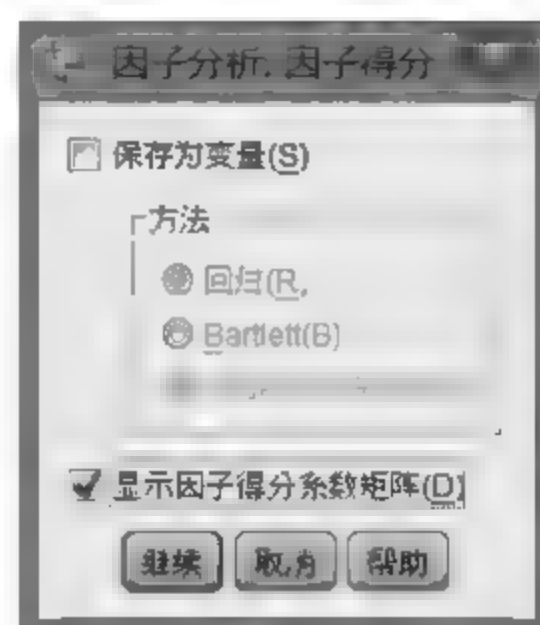 因子分析: 因子得分
保存为变量(S)
方法
回归(R)
Bartlett(B)
显示因子得分系数矩阵(D)
继续 取消 帮助